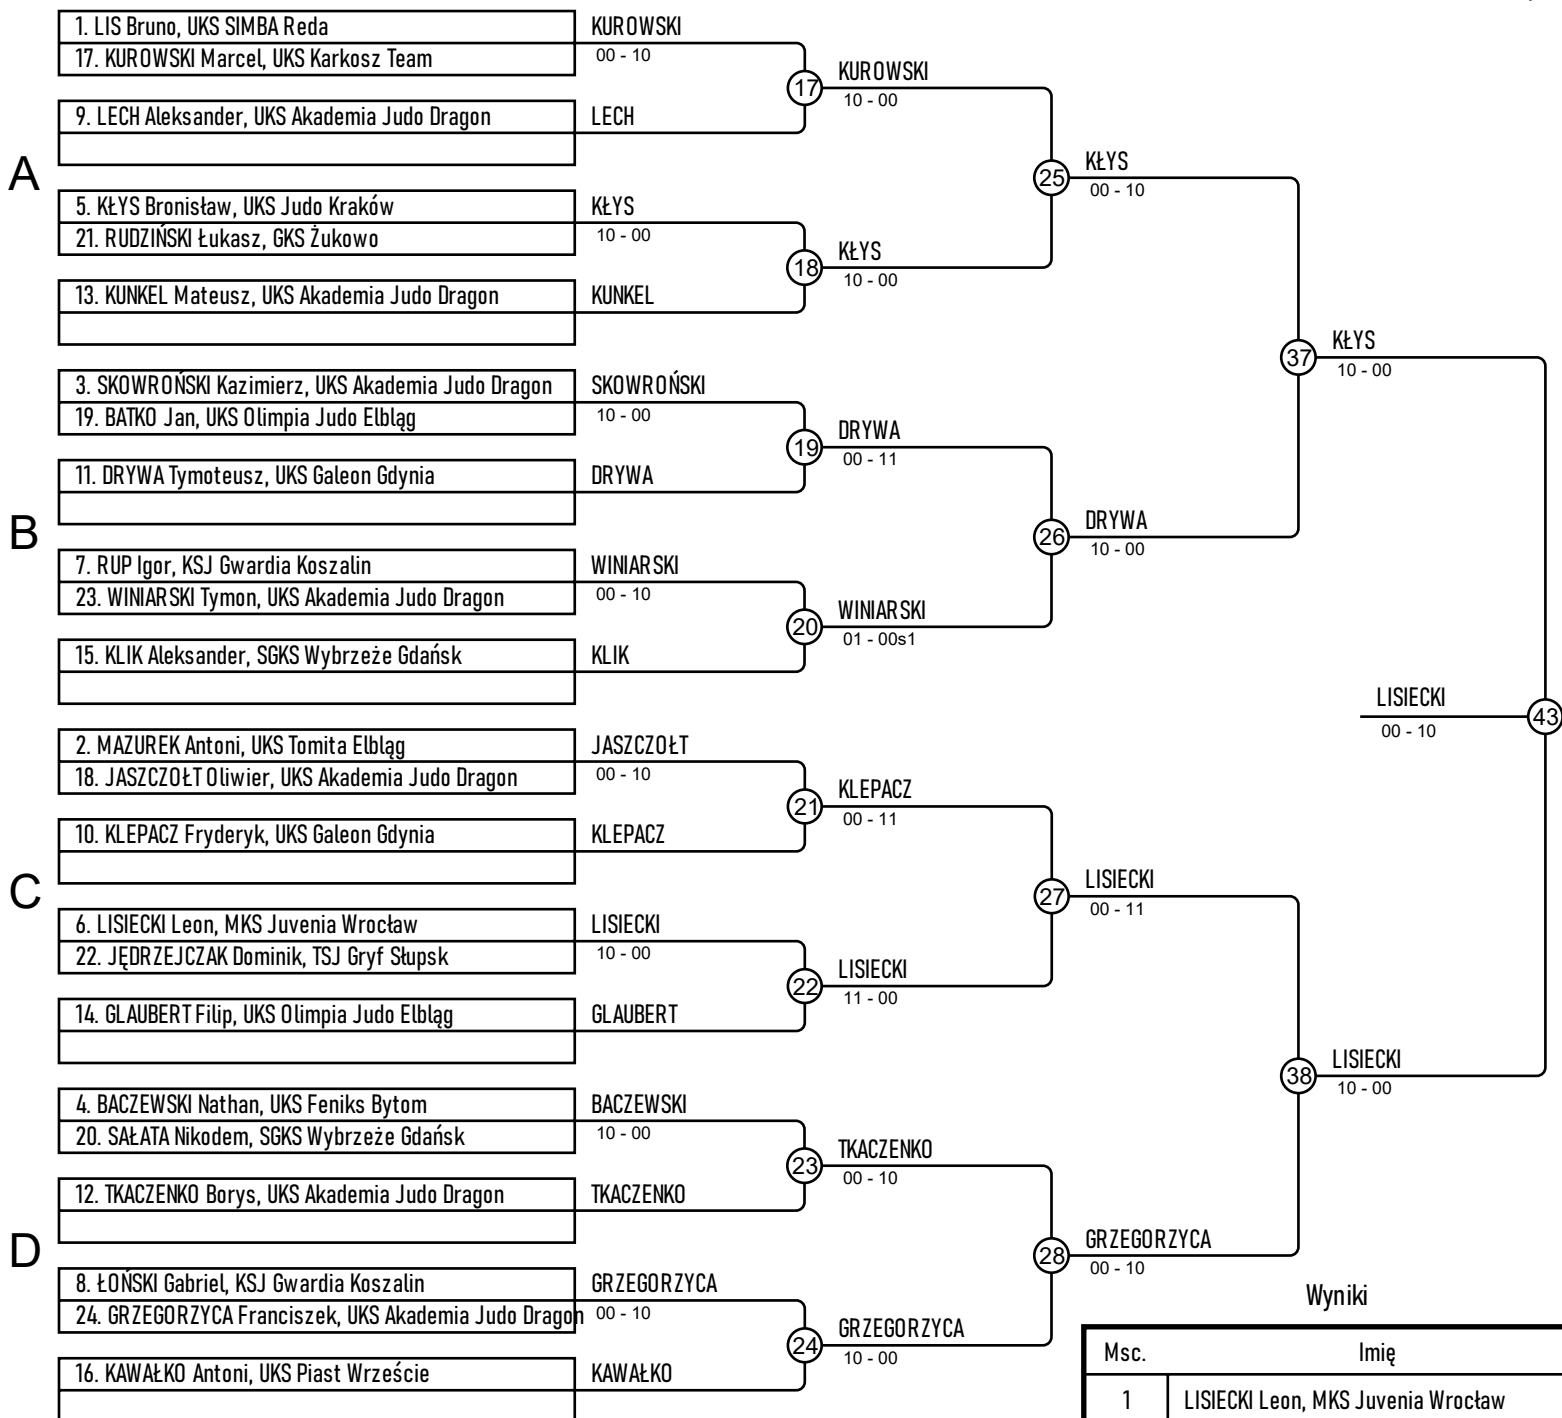 1. LIS Bruno, UKS SIMBA Reda
17. KUROWSKI Marcel, UKS Karkosz Team
KUROWSKI
00 - 10
9. LECH Aleksander, UKS Akademia Judo Dragon
LECH
17
KUROWSKI
10 - 00
A
5. KŁYS Bronisław, UKS Judo Kraków
21. RUDZIŃSKI Łukasz, GKS Żukowo
KŁYS
10 - 00
13. KUNKEL Mateusz, UKS Akademia Judo Dragon
KUNKEL
18
KŁYS
10 - 00
25
KŁYS
00 - 10
3. SKOWROŃSKI Kazimierz, UKS Akademia Judo Dragon
19. BATKO Jan, UKS Olimpia Judo Elbląg
SKOWROŃSKI
10 - 00
11. DRYWA Tymoteusz, UKS Galeon Gdynia
DRYWA
19
DRYWA
00 - 11
B
7. RUP Igor, KSJ Gwardia Koszalin
23. WINIARSKI Tymon, UKS Akademia Judo Dragon
WINIARSKI
00 - 10
15. KLIK Aleksander, SGKS Wybrzeże Gdańsk
KLIK
20
WINIARSKI
01 - 00s1
26
DRYWA
10 - 00
37
KŁYS
10 - 00
2. MAZUREK Antoni, UKS Tomita Elbląg
18. JASZCZOŁT Oliwier, UKS Akademia Judo Dragon
JASZCZOŁT
00 - 10
10. KLEPACZ Fryderyk, UKS Galeon Gdynia
KLEPACZ
21
KLEPACZ
00 - 11
C
6. LISIECKI Leon, MKS Juvenia Wrocław
22. JĘDRZEJCZAK Dominik, TSJ Gryf Słupsk
LISIECKI
10 - 00
14. GLAUBERT Filip, UKS Olimpia Judo Elbląg
GLAUBERT
22
LISIECKI
11 - 00
27
LISIECKI
00 - 11
4. BACZEWSKI Nathan, UKS Feniks Bytom
20. SAŁATA Nikodem, SGKS Wybrzeże Gdańsk
BACZEWSKI
10 - 00
12. TKACZENKO Borys, UKS Akademia Judo Dragon
TKACZENKO
23
TKACZENKO
00 - 10
D
8. ŁOŃSKI Gabriel, KSJ Gwardia Koszalin
24. GRZEGORZYCA Franciszek, UKS Akademia Judo Dragon
GRZEGORZYCA
00 - 10
16. KAWAŁKO Antoni, UKS Piast Wrzeście
KAWAŁKO
24
GRZEGORZYCA
10 - 00
28
GRZEGORZYCA
00 - 10
38
LISIECKI
10 - 00
LISIECKI
00 - 10
43
Wyniki
Msc. Imię
1 LISIECKI Leon, MKS Juvenia Wrocław